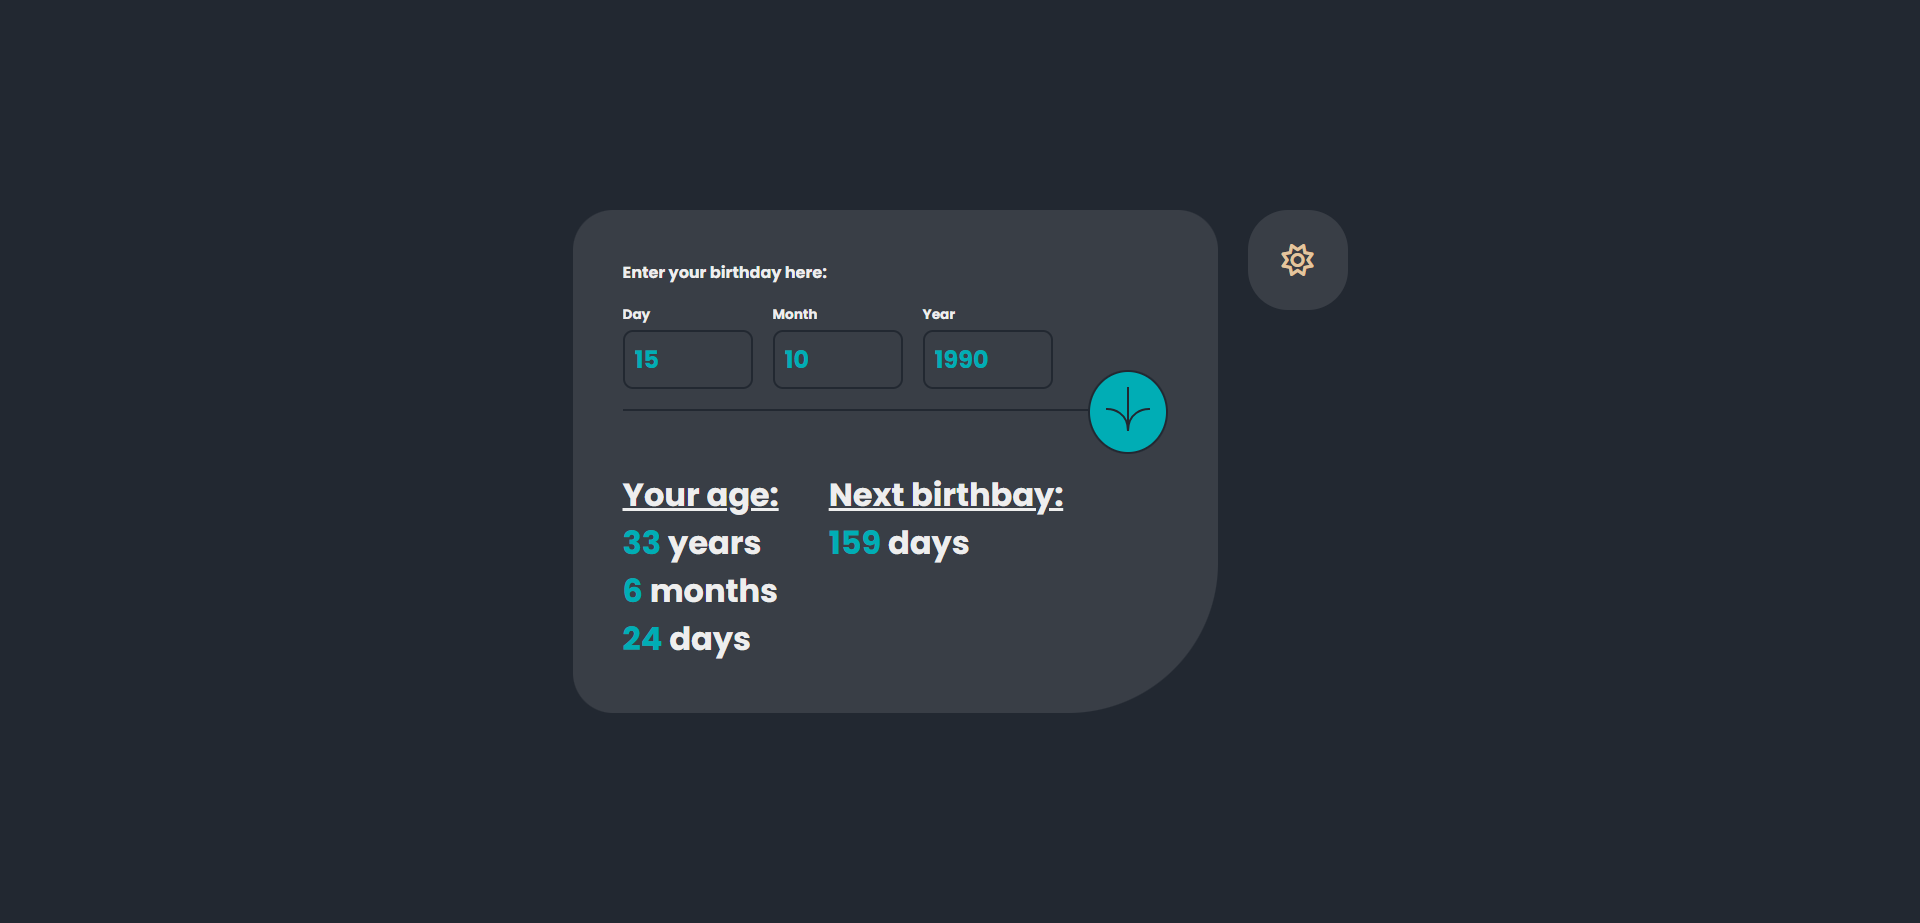 Enter your birthday here:
Day Month Year
15 10 1990
Your age: Next birthbay:
33 years 159 days
6 months
24 days